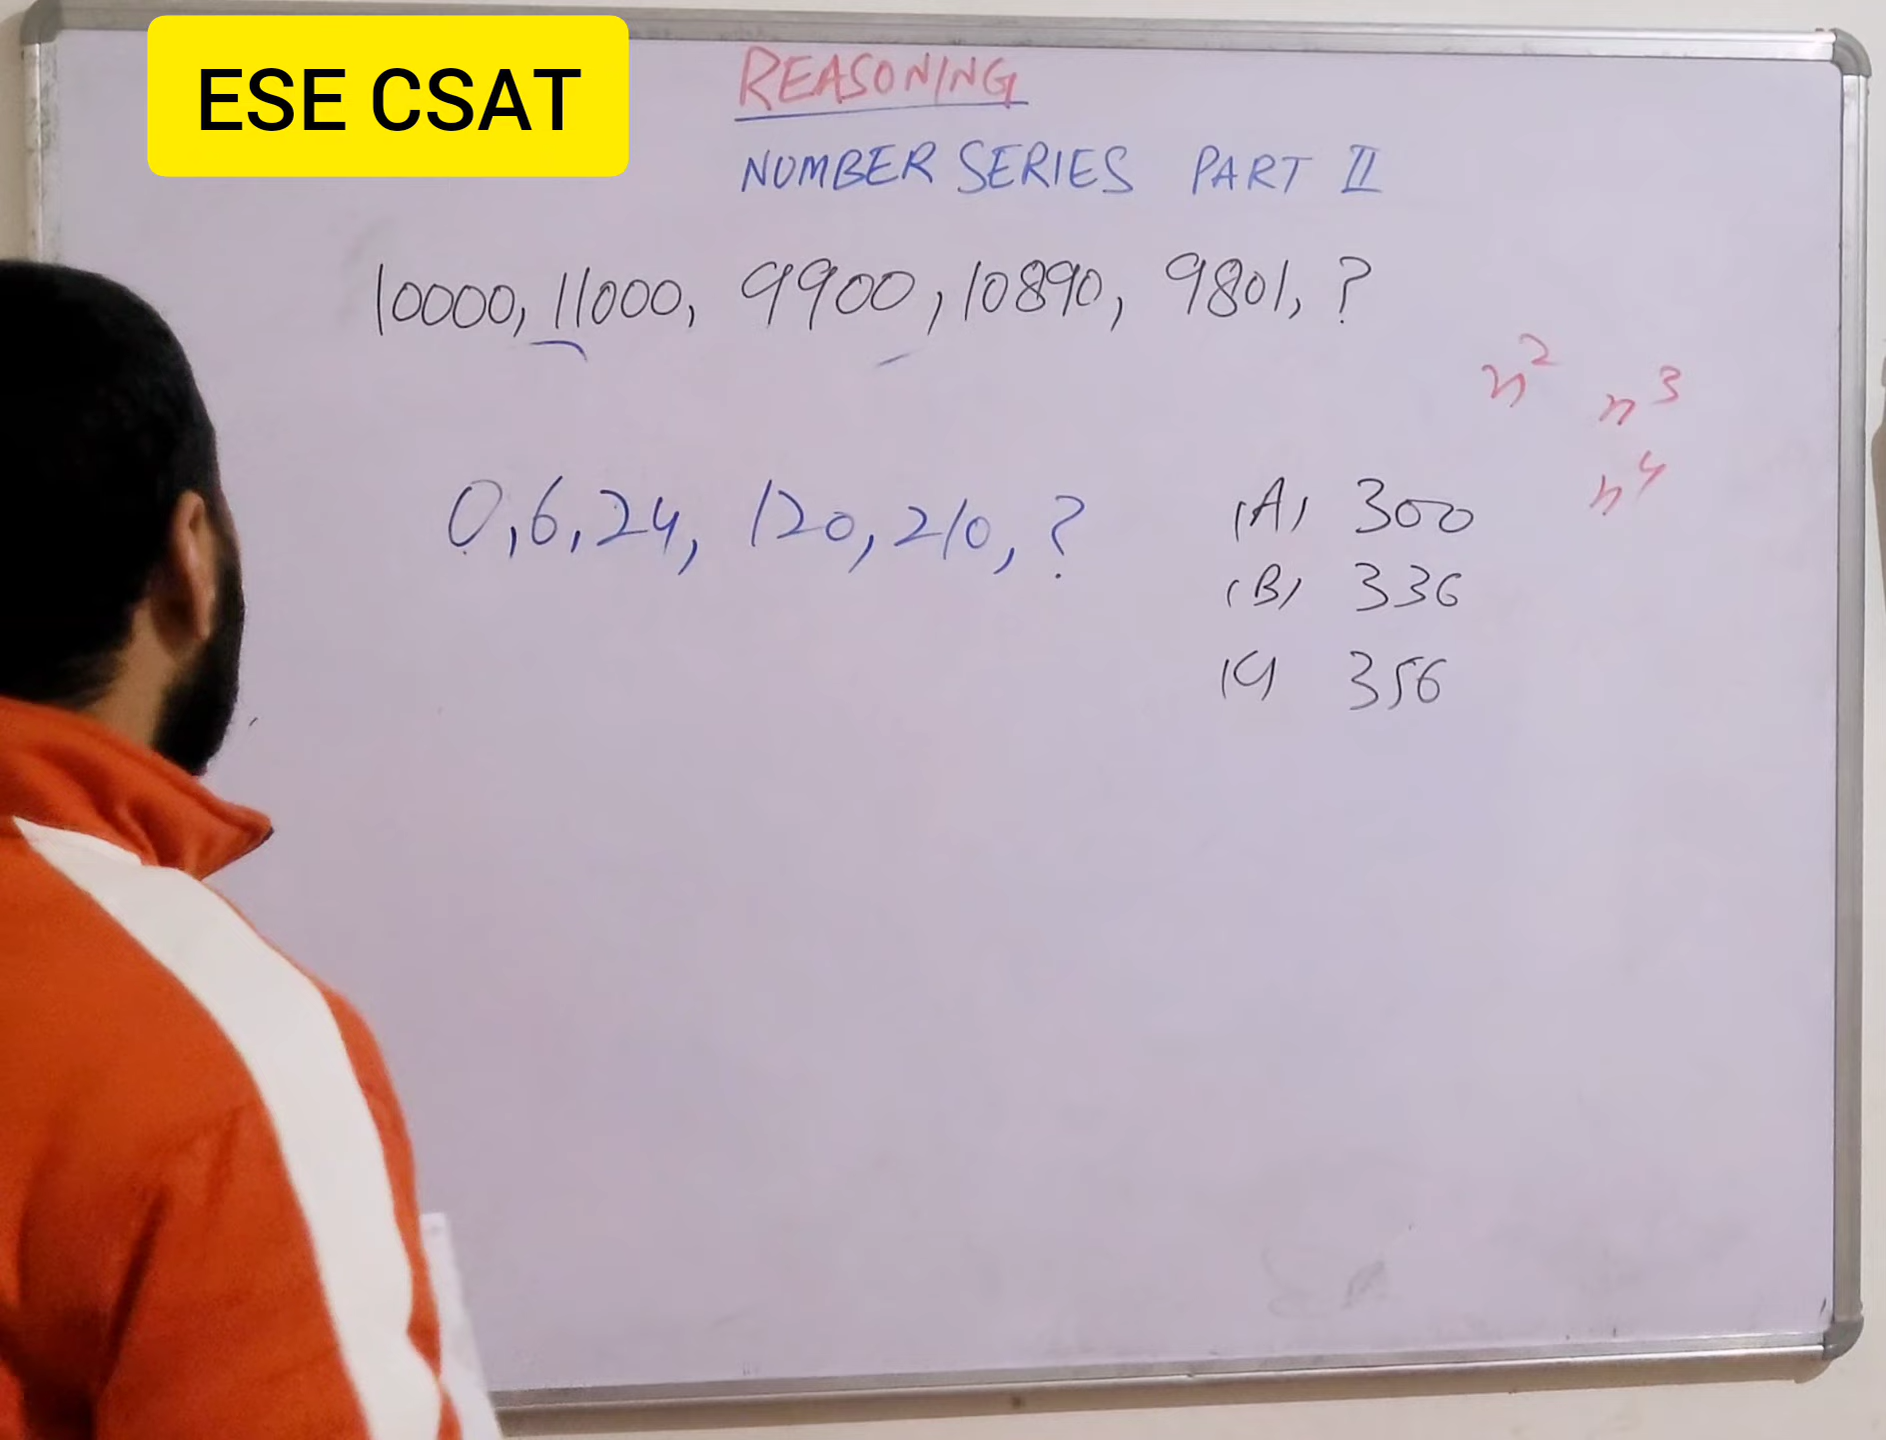 ESE CSAT
REASONING
NUMBER SERIES PART II
10000, 11000, 9900, 10890, 9801, ?
n² n³
n⁴
0, 6, 24, 120, 210, ?
(A) 300
(B) 336
(C) 356